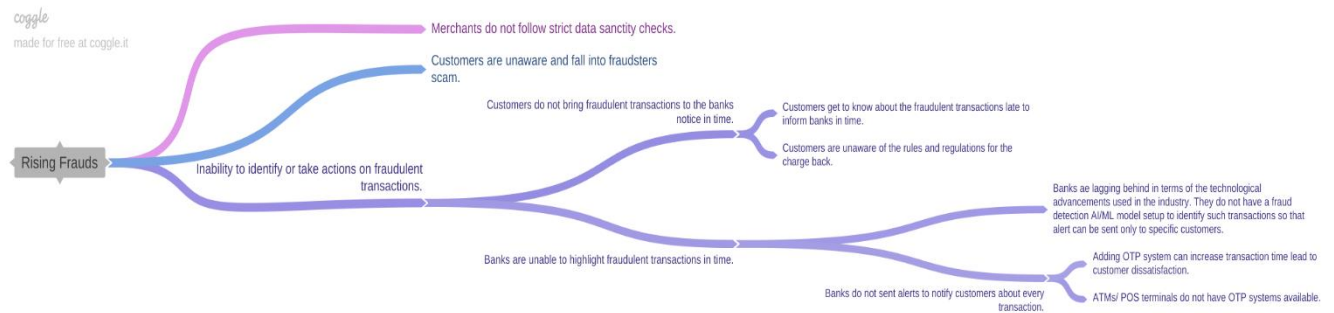 coggle
made for free at coggle.it
Merchants do not follow strict data sanctity checks.
Customers are unaware and fall into fraudsters
scam.
Rising Frauds
Inability to identify or take actions on fraudulent
transactions.
Customers do not bring fraudulent transactions to the banks
notice in time.
Customers get to know about the fraudulent transactions late to
inform banks in time.
Customers are unaware of the rules and regulations for the
charge back.
Banks are unable to highlight fraudulent transactions in time.
Banks ae lagging behind in terms of the technological
advancements used in the industry. They do not have a fraud
detection AI/ML model setup to identify such transactions so that
alert can be sent only to specific customers.
Banks do not sent alerts to notify customers about every
transaction.
Adding OTP system can increase transaction time lead to
customer dissatisfaction.
ATMs/ POS terminals do not have OTP systems available.